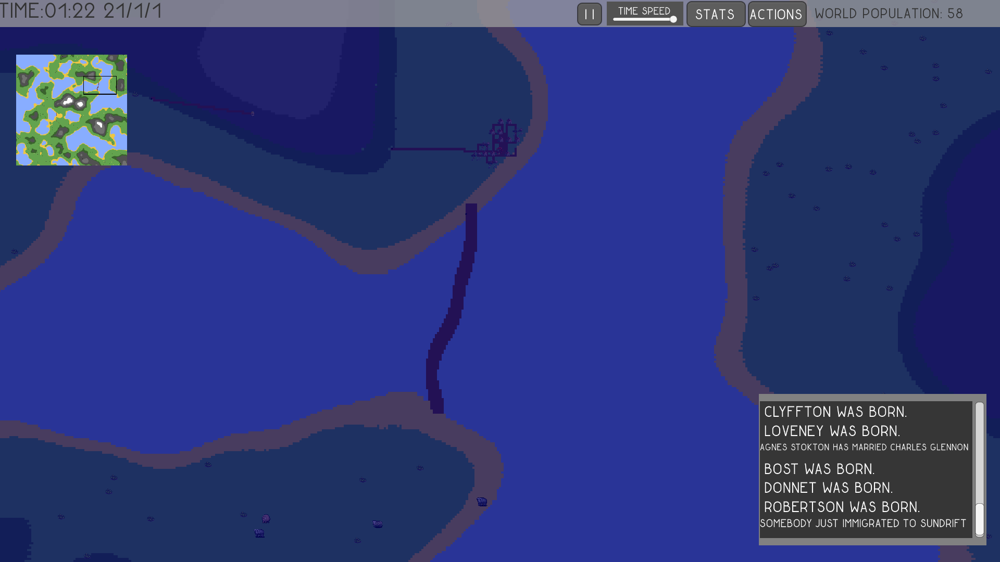 TIME:01:22 21/1/1
TIME SPEED
STATS
ACTIONS
WORLD POPULATION: 58
CLYFFTON WAS BORN.
LOVENEY WAS BORN.
AGNES STOKTON HAS MARRIED CHARLES GLENNON
BOST WAS BORN.
DONNET WAS BORN.
ROBERTSON WAS BORN.
SOMEBODY JUST IMMIGRATED TO SUNDRIFT